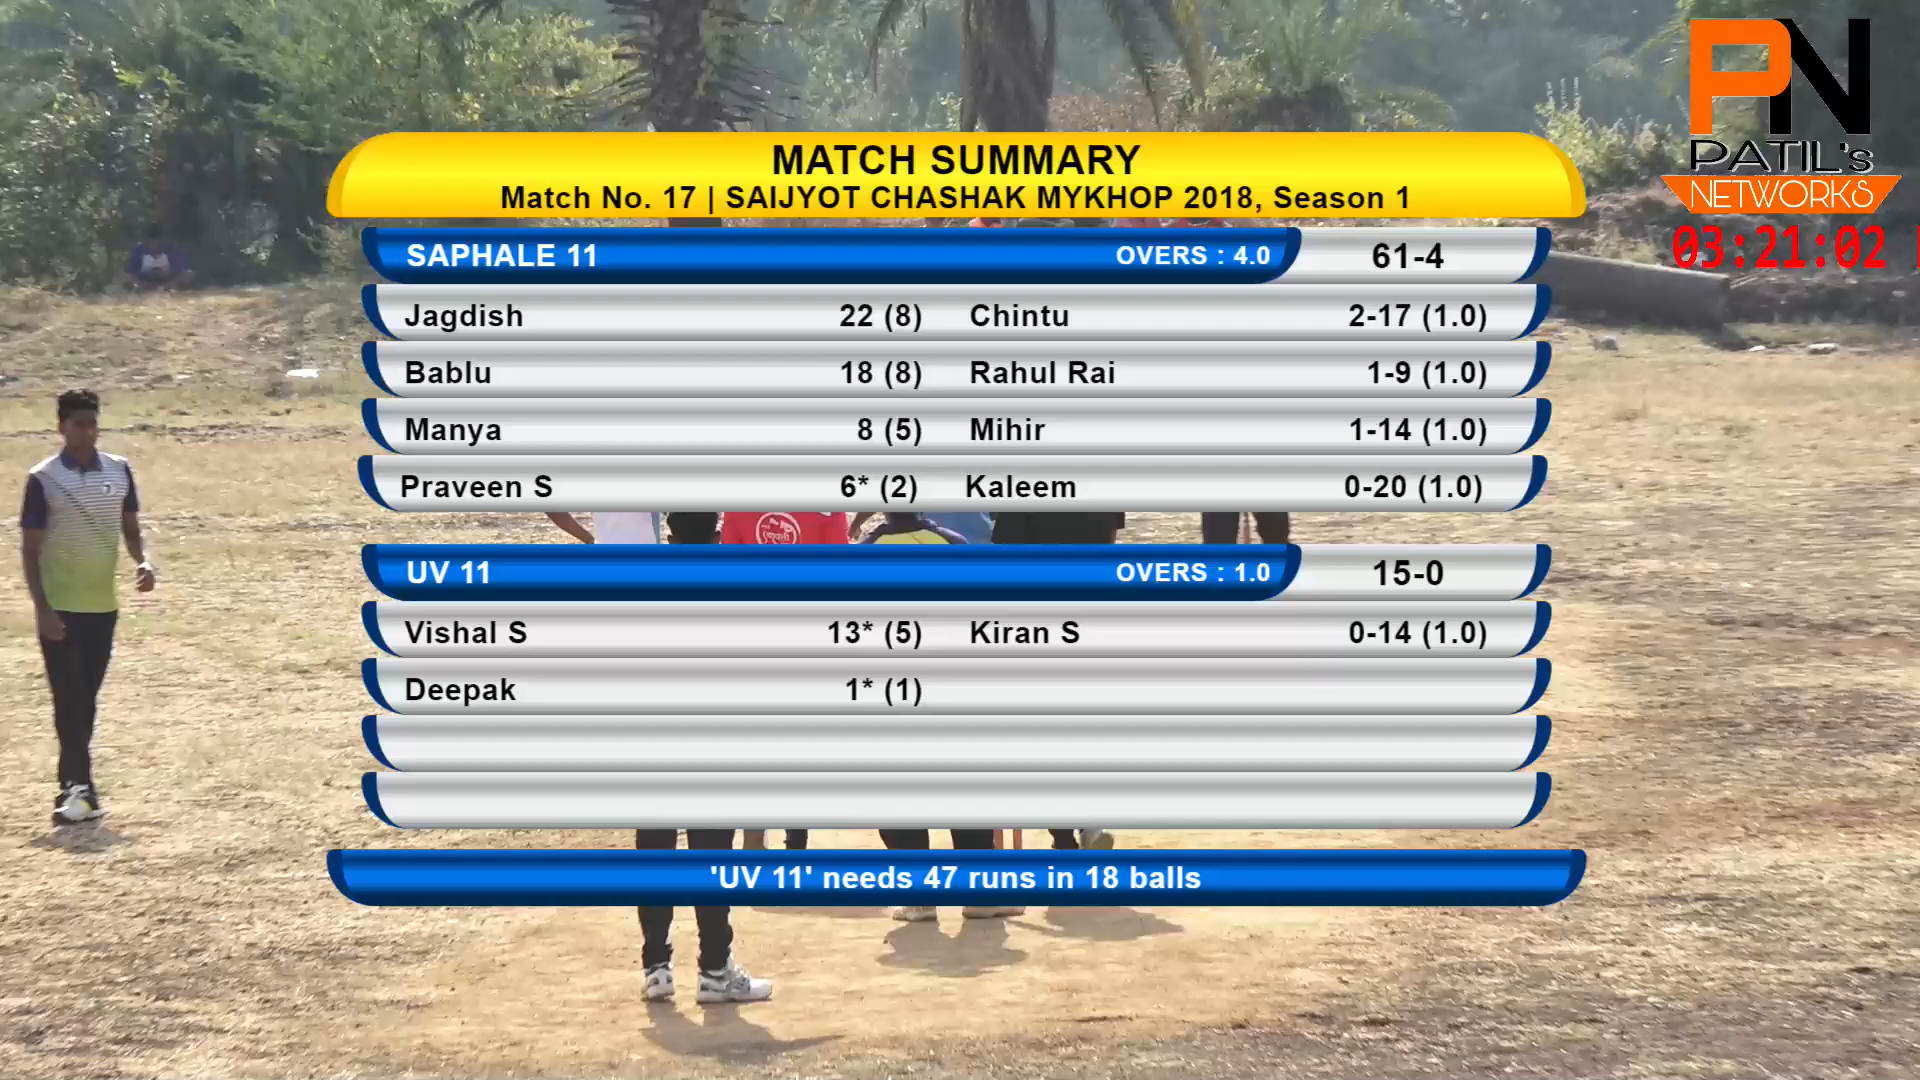 PN
PATIL's
NETWORKS
03:21:02
MATCH SUMMARY
Match No. 17 | SAIJYOT CHASHAK MYKHOP 2018, Season 1
SAPHALE 11 OVERS : 4.0 61-4
Jagdish 22 (8) Chintu 2-17 (1.0)
Bablu 18 (8) Rahul Rai 1-9 (1.0)
Manya 8 (5) Mihir 1-14 (1.0)
Praveen S 6* (2) Kaleem 0-20 (1.0)
UV 11 OVERS : 1.0 15-0
Vishal S 13* (5) Kiran S 0-14 (1.0)
Deepak 1* (1)
'UV 11' needs 47 runs in 18 balls